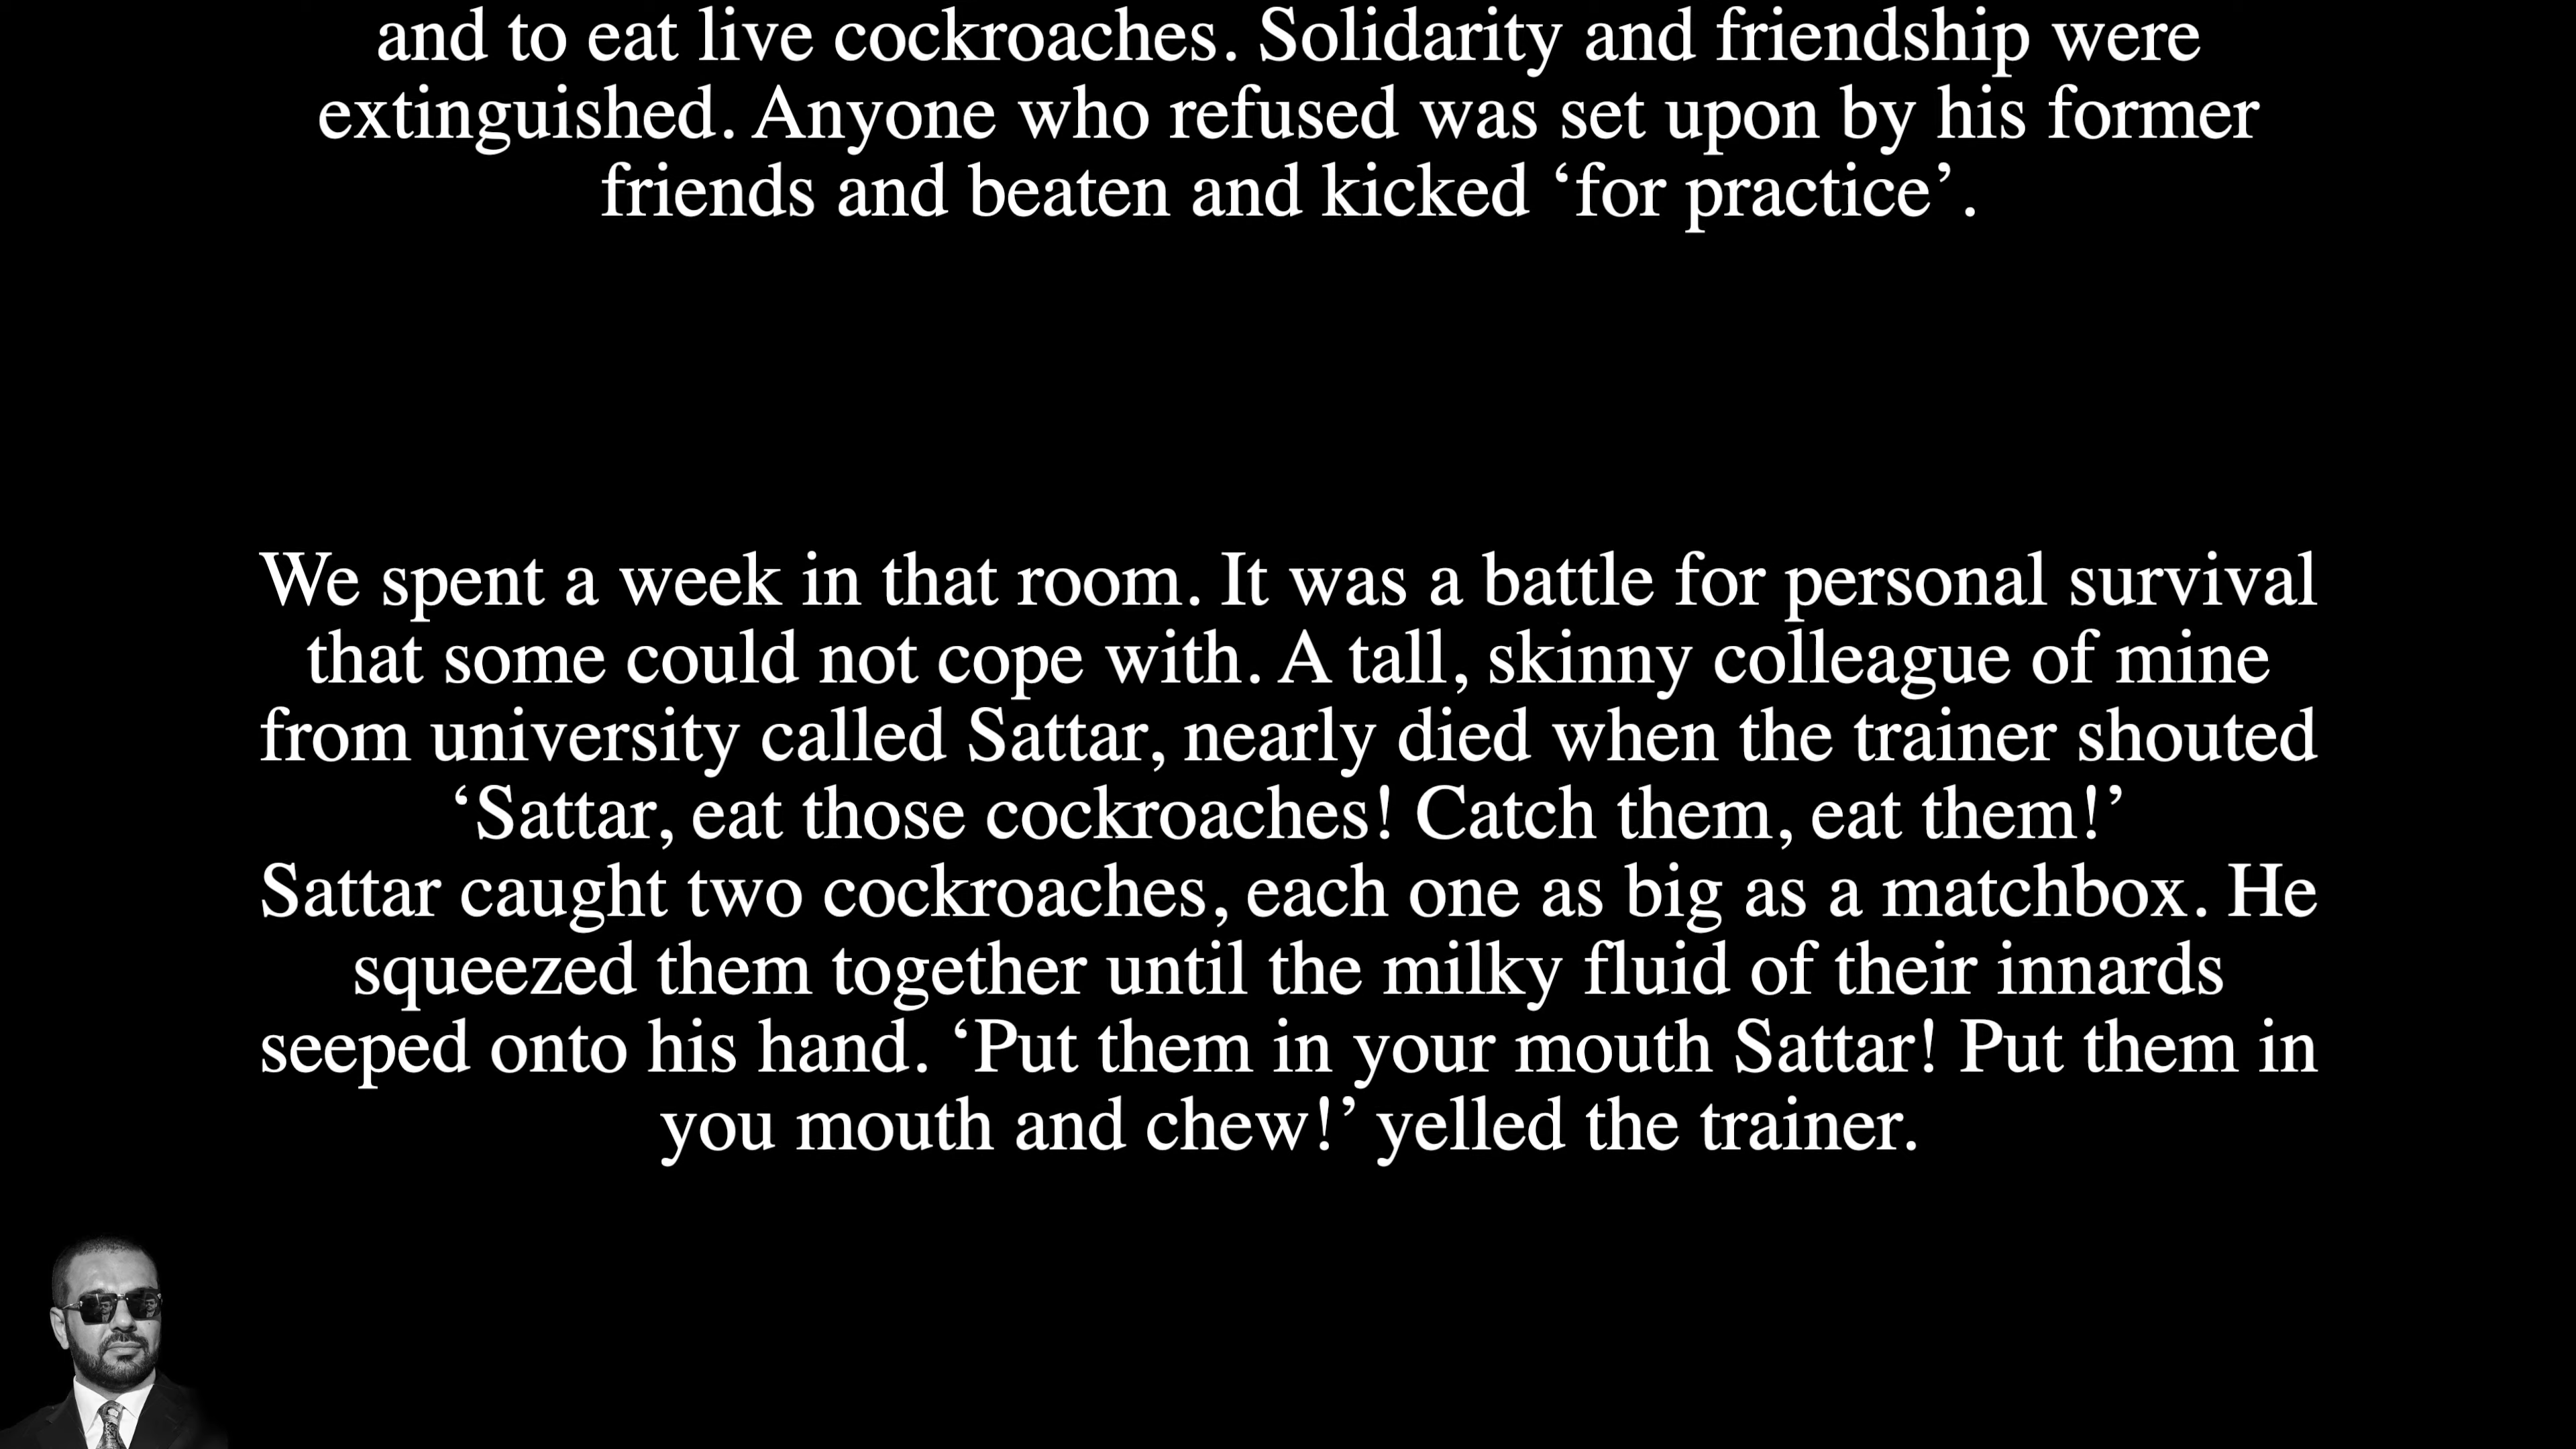 and to eat live cockroaches. Solidarity and friendship were
extinguished. Anyone who refused was set upon by his former
friends and beaten and kicked ‘for practice’.
We spent a week in that room. It was a battle for personal survival
that some could not cope with. A tall, skinny colleague of mine
from university called Sattar, nearly died when the trainer shouted
‘Sattar, eat those cockroaches! Catch them, eat them!’
Sattar caught two cockroaches, each one as big as a matchbox. He
squeezed them together until the milky fluid of their innards
seeped onto his hand. ‘Put them in your mouth Sattar! Put them in
you mouth and chew!’ yelled the trainer.